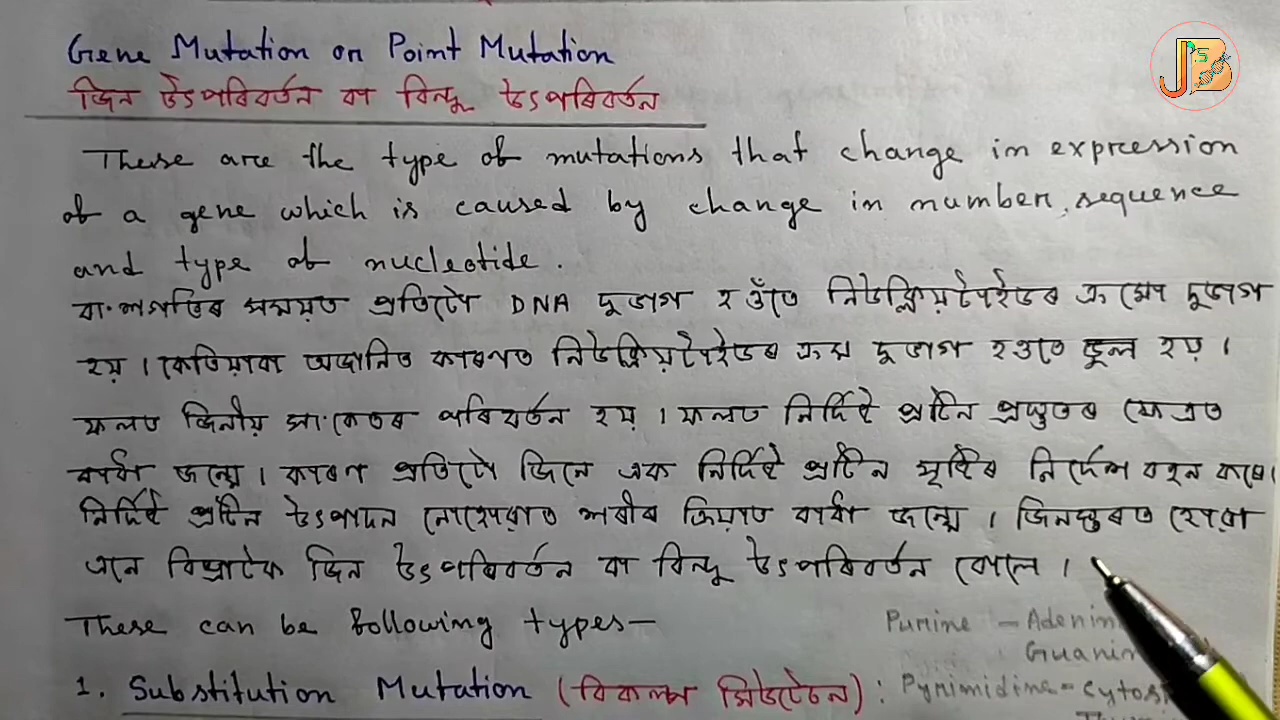 Gene Mutation or Point Mutation
জিন উৎপৰিবৰ্তন বা বিন্দু উৎপৰিবৰ্তন
These are the type of mutations that change in expression
of a gene which is caused by change in number, sequence
and type of nucleotide.
বংশগতিৰ সময়ত প্ৰতিটো DNA দুভাগ হওঁতে নিউক্লিয়টাইডৰ ক্ৰমো দুভাগ
হয়। কেতিয়াবা অজানিত কাৰণত নিউক্লিয়টাইডৰ ক্ৰম দুভাগ হওতে ভুল হয়।
ফলত জিনীয় সংকেতৰ পৰিবৰ্তন হয়। ফলত নিৰ্দিষ্ট প্ৰটিন প্ৰস্তুতৰ ক্ষেত্ৰত
বাধা জন্মে। কাৰণ প্ৰতিটো জিনে এক নিৰ্দিষ্ট প্ৰটিন সৃষ্টিৰ নিৰ্দেশ বহন কৰে।
নিৰ্দিষ্ট প্ৰটিন উৎপাদন নোহোৱাত শৰীৰ ক্ৰিয়াত বাধা জন্মে। জিনস্তৰত হোৱা
এনে বিভ্ৰাটক জিন উৎপৰিবৰ্তন বা বিন্দু উৎপৰিবৰ্তন বোলে।
These can be following types—
Purine — Adenin
Guanin
1. Substitution Mutation (বিকল্প মিউটেচন) : Pyrimidine — Cytos
JB